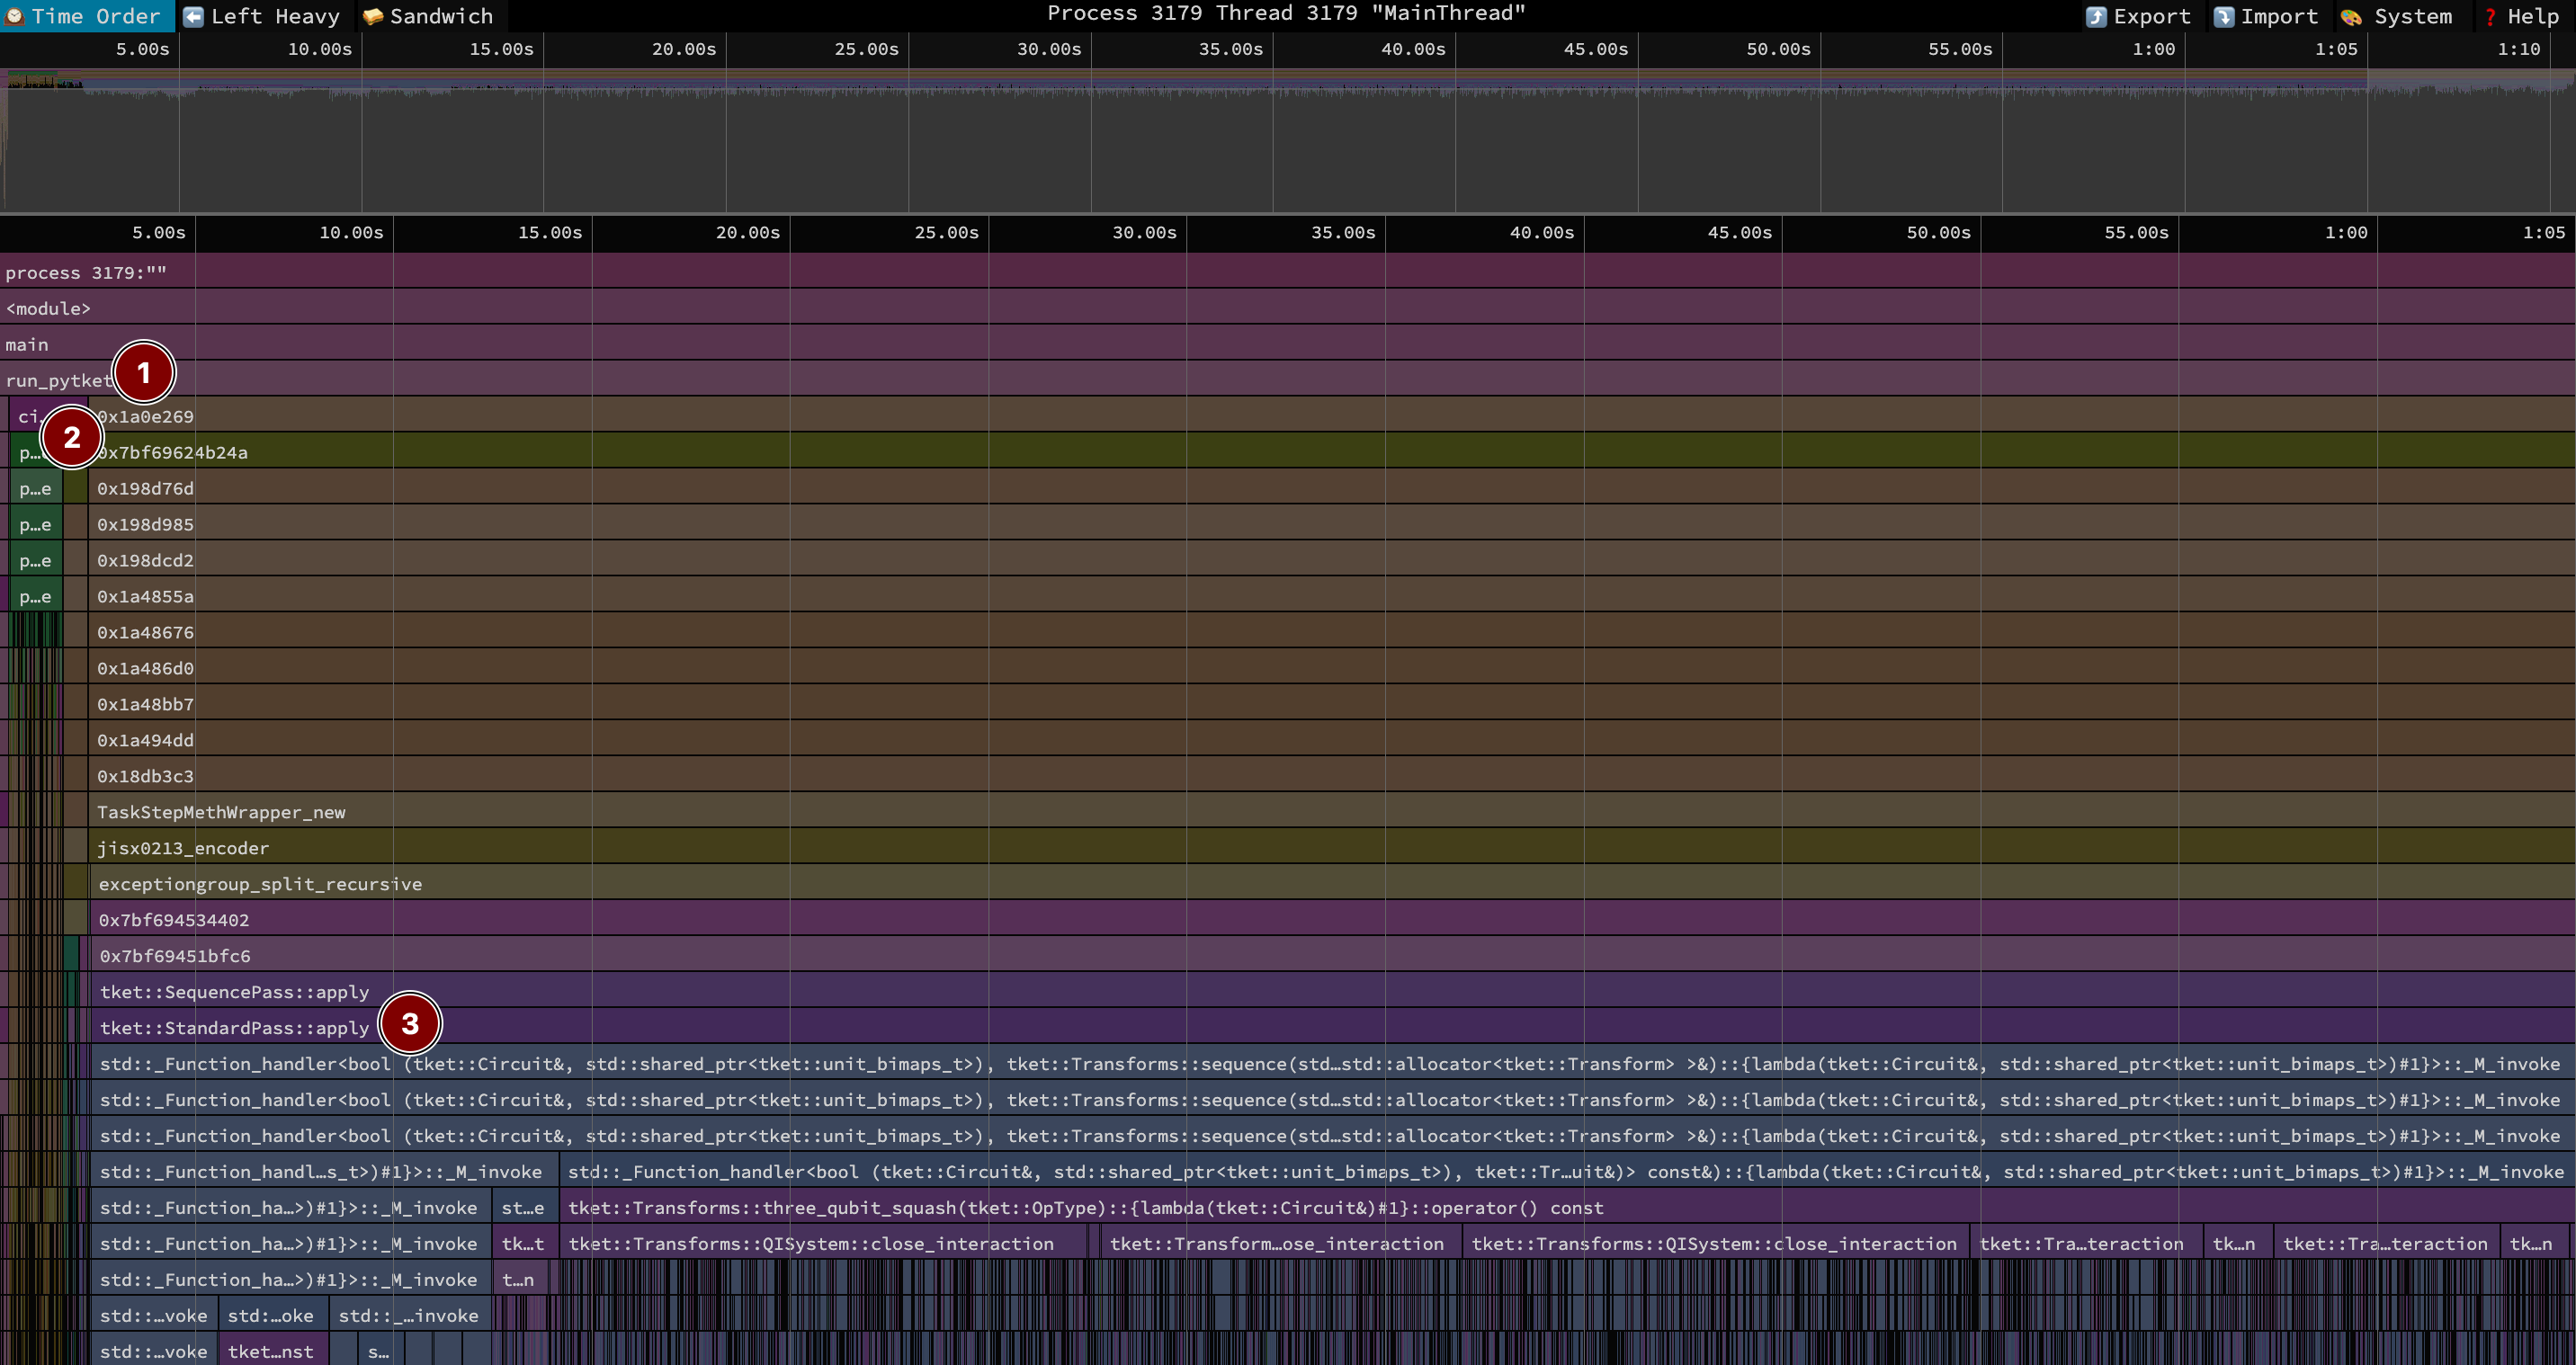 Time Order Left Heavy Sandwich Process 3179 Thread 3179 "MainThread" Export Import System ? Help
5.00s 10.00s 15.00s 20.00s 25.00s 30.00s 35.00s 40.00s 45.00s 50.00s 55.00s 1:00 1:05 1:10
5.00s 10.00s 15.00s 20.00s 25.00s 30.00s 35.00s 40.00s 45.00s 50.00s 55.00s 1:00 1:05
process 3179:""
<module>
main
run_pytket 1
ci 0x1a0e269
p… 2 0x7bf69624b24a
p…e 0x198d76d
p…e 0x198d985
p…e 0x198dcd2
p…e 0x1a4855a
0x1a48676
0x1a486d0
0x1a48bb7
0x1a494dd
0x18db3c3
TaskStepMethWrapper_new
jisx0213_encoder
exceptiongroup_split_recursive
0x7bf694534402
0x7bf69451bfc6
tket::SequencePass::apply
tket::StandardPass::apply 3
std::_Function_handler<bool (tket::Circuit&, std::shared_ptr<tket::unit_bimaps_t>), tket::Transforms::sequence(std…std::allocator<tket::Transform> >&)::{lambda(tket::Circuit&, std::shared_ptr<tket::unit_bimaps_t>)#1}>::_M_invoke
std::_Function_handler<bool (tket::Circuit&, std::shared_ptr<tket::unit_bimaps_t>), tket::Transforms::sequence(std…std::allocator<tket::Transform> >&)::{lambda(tket::Circuit&, std::shared_ptr<tket::unit_bimaps_t>)#1}>::_M_invoke
std::_Function_handler<bool (tket::Circuit&, std::shared_ptr<tket::unit_bimaps_t>), tket::Transforms::sequence(std…std::allocator<tket::Transform> >&)::{lambda(tket::Circuit&, std::shared_ptr<tket::unit_bimaps_t>)#1}>::_M_invoke
std::_Function_handl…s_t>)#1}>::_M_invoke std::_Function_handler<bool (tket::Circuit&, std::shared_ptr<tket::unit_bimaps_t>), tket::Tr…uit&)> const&)::{lambda(tket::Circuit&, std::shared_ptr<tket::unit_bimaps_t>)#1}>::_M_invoke
std::_Function_ha…>)#1}>::_M_invoke st…e tket::Transforms::three_qubit_squash(tket::OpType)::{lambda(tket::Circuit&)#1}::operator() const
std::_Function_ha…>)#1}>::_M_invoke tk…t tket::Transforms::QISystem::close_interaction tket::Transform…ose_interaction tket::Transforms::QISystem::close_interaction tket::Tra…teraction tk…n tket::Tra…teraction tk…n
std::_Function_ha…>)#1}>::_M_invoke t…n
std::…voke std:…oke std::_…invoke
std::…voke tket…nst s…